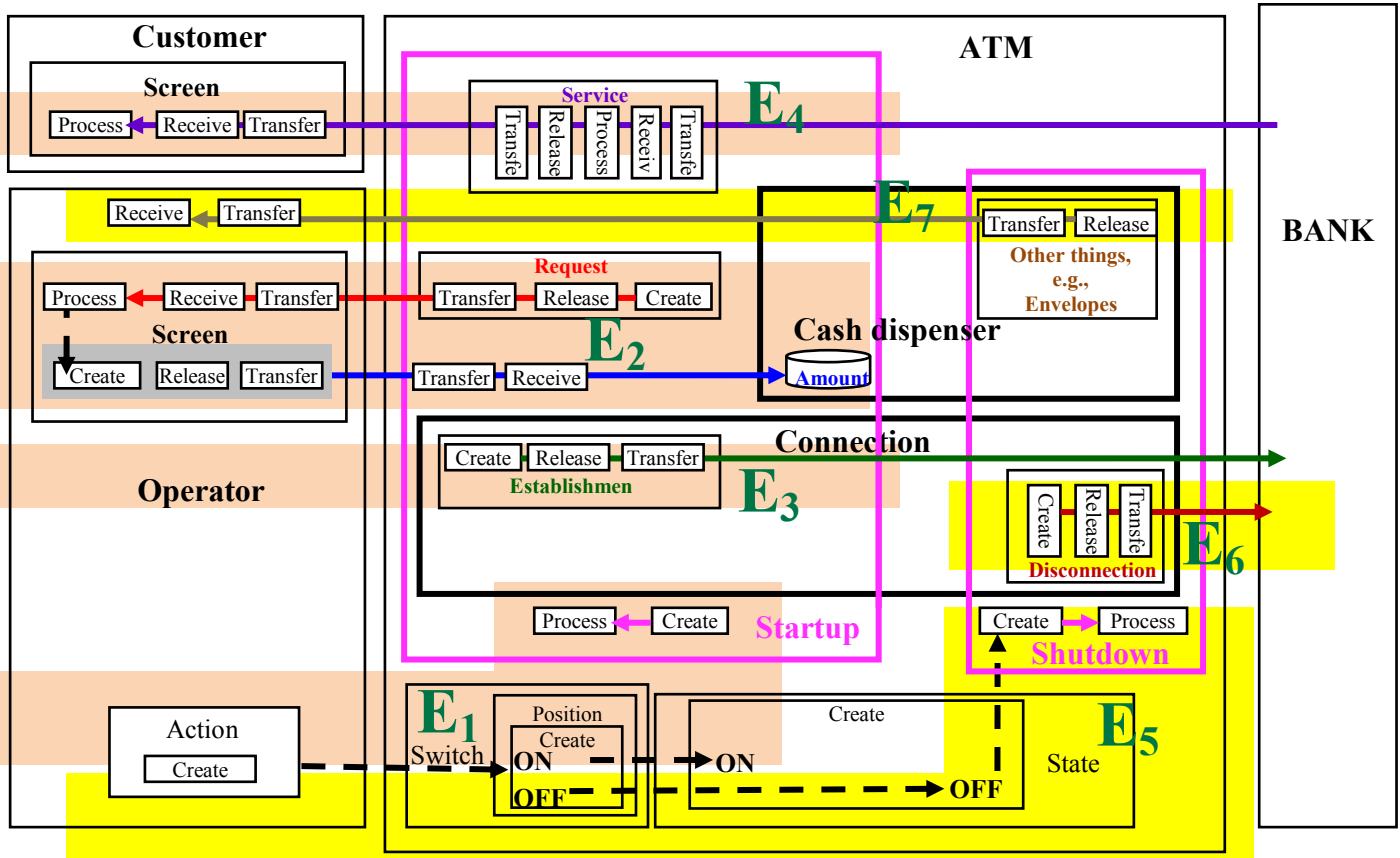 Customer
ATM
BANK
Screen
Service
E4
Process
Receive
Transfer
Transfe
Release
Process
Receiv
Transfe
Receive
Transfer
E7
Transfer
Release
Other things,
e.g.,
Envelopes
Request
Process
Receive
Transfer
Transfer
Release
Create
Screen
E2
Cash dispenser
Create
Release
Transfer
Transfer
Receive
Amount
Connection
Create
Release
Transfer
Establishmen
E3
Operator
Create
Release
Transfe
Disconnection
E6
Process
Create
Startup
Create
Process
Shutdown
E1
Position
Create
Create
E5
Action
Create
Switch
ON
ON
State
OFF
OFF